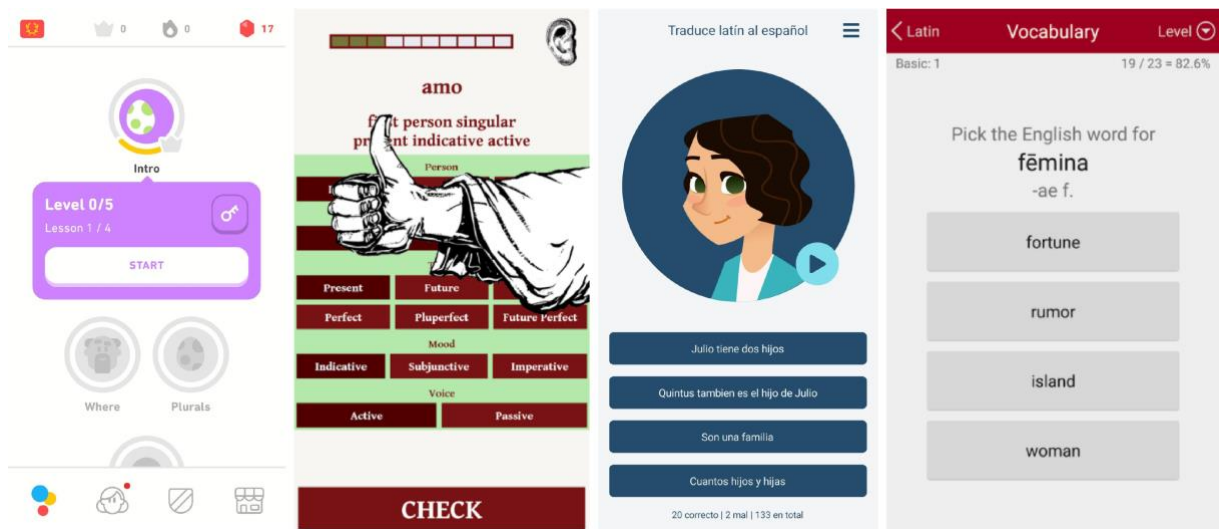 0
0
17
Intro
Level 0/5
Lesson 1 / 4
START
Where
Plurals
amo
first person singular
present indicative active
Person
Present
Future
Perfect
Pluperfect
Future Perfect
Mood
Indicative
Subjunctive
Imperative
Voice
Active
Passive
CHECK
Traduce latín al español
Julio tiene dos hijos
Quintus tambien es el hijo de Julio
Son una familia
Cuantos hijos y hijas
20 correcto | 2 mal | 133 en total
Latin
Vocabulary
Level
Basic: 1
19 / 23 = 82.6%
Pick the English word for
fēmina
-ae f.
fortune
rumor
island
woman